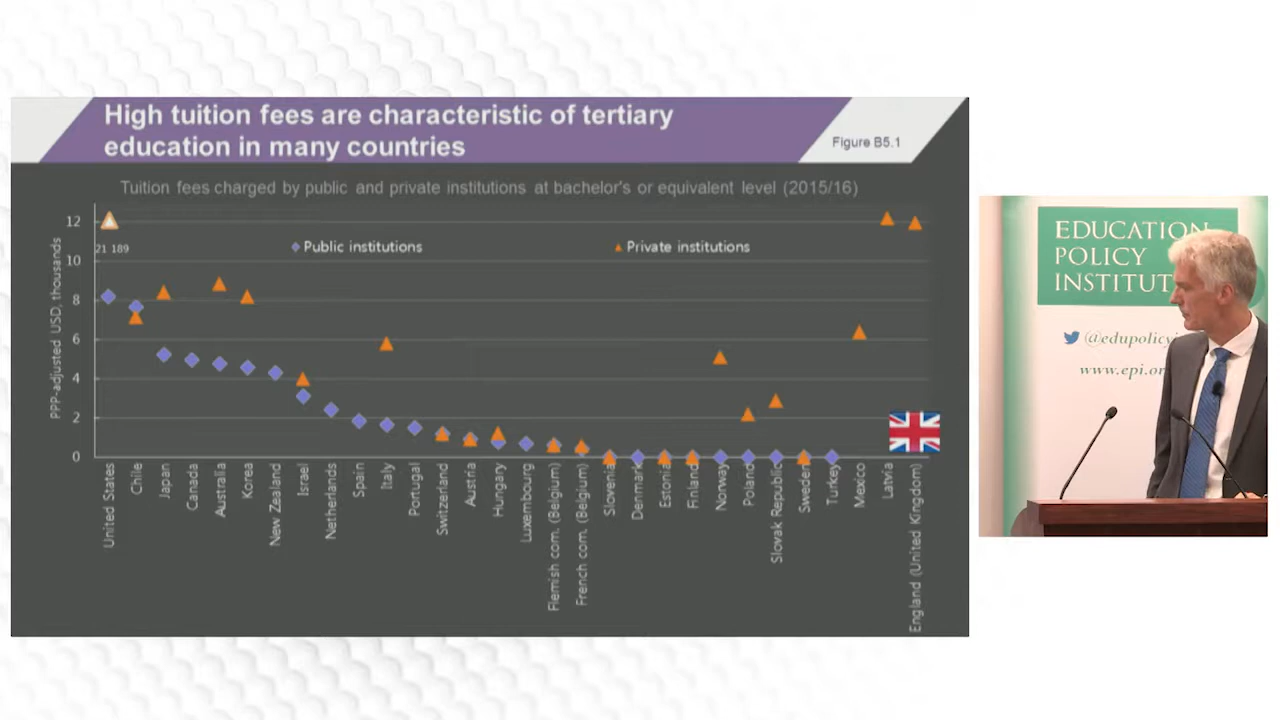 High tuition fees are characteristic of tertiary
education in many countries
Figure B5.1
Tuition fees charged by public and private institutions at bachelor's or equivalent level (2015/16)
PPP-adjusted USD, thousands
12
10
8
6
4
2
0
21 189
Public institutions
Private institutions
United States
Chile
Japan
Canada
Australia
Korea
New Zealand
Israel
Netherlands
Spain
Italy
Portugal
Switzerland
Austria
Hungary
Luxembourg
Flemish com. (Belgium)
French com. (Belgium)
Slovenia
Denmark
Estonia
Finland
Norway
Poland
Slovak Republic
Sweden
Turkey
Mexico
Latvia
England (United Kingdom)
EDUCATION
POLICY
INSTITUT
@edupolicyi
www.epi.or